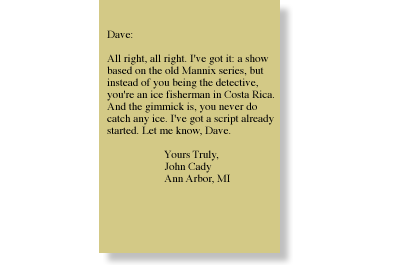 Dave:
All right, all right. I've got it: a show
based on the old Mannix series, but
instead of you being the detective,
you're an ice fisherman in Costa Rica.
And the gimmick is, you never do
catch any ice. I've got a script already
started. Let me know, Dave.
Yours Truly,
John Cady
Ann Arbor, MI